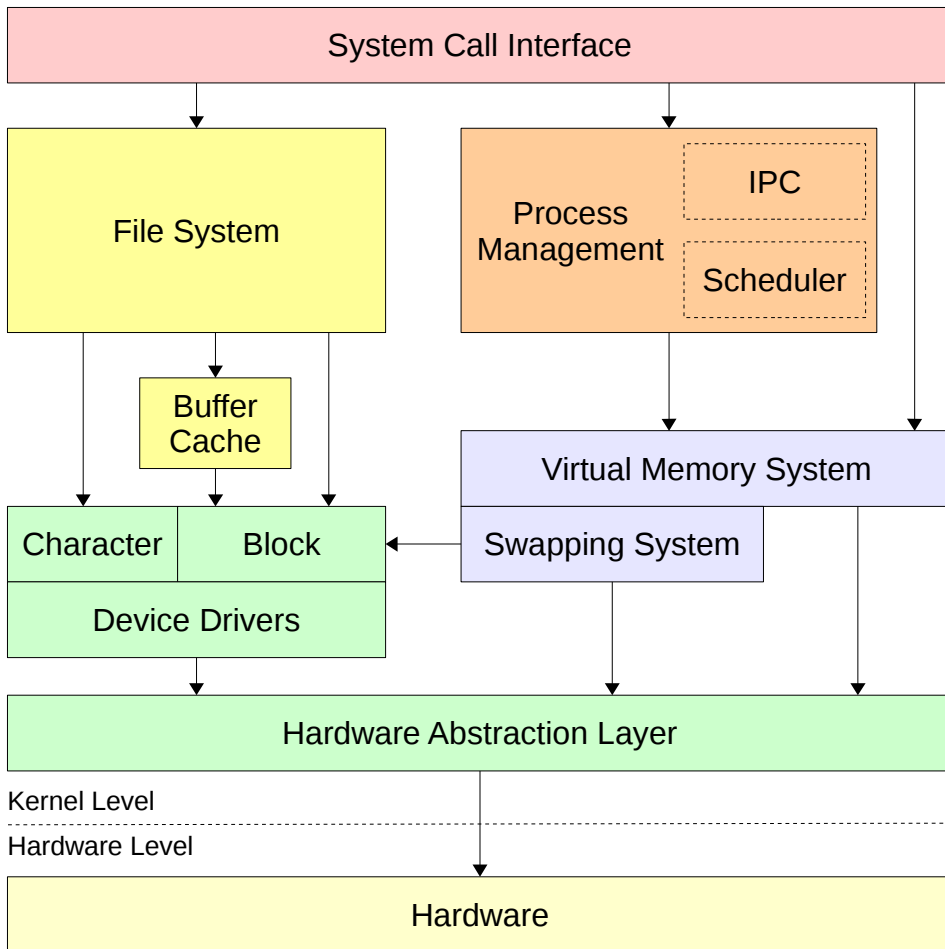 System Call Interface
File System
Process
Management
IPC
Scheduler
Buffer
Cache
Virtual Memory System
Character
Block
Swapping System
Device Drivers
Hardware Abstraction Layer
Kernel Level
Hardware Level
Hardware